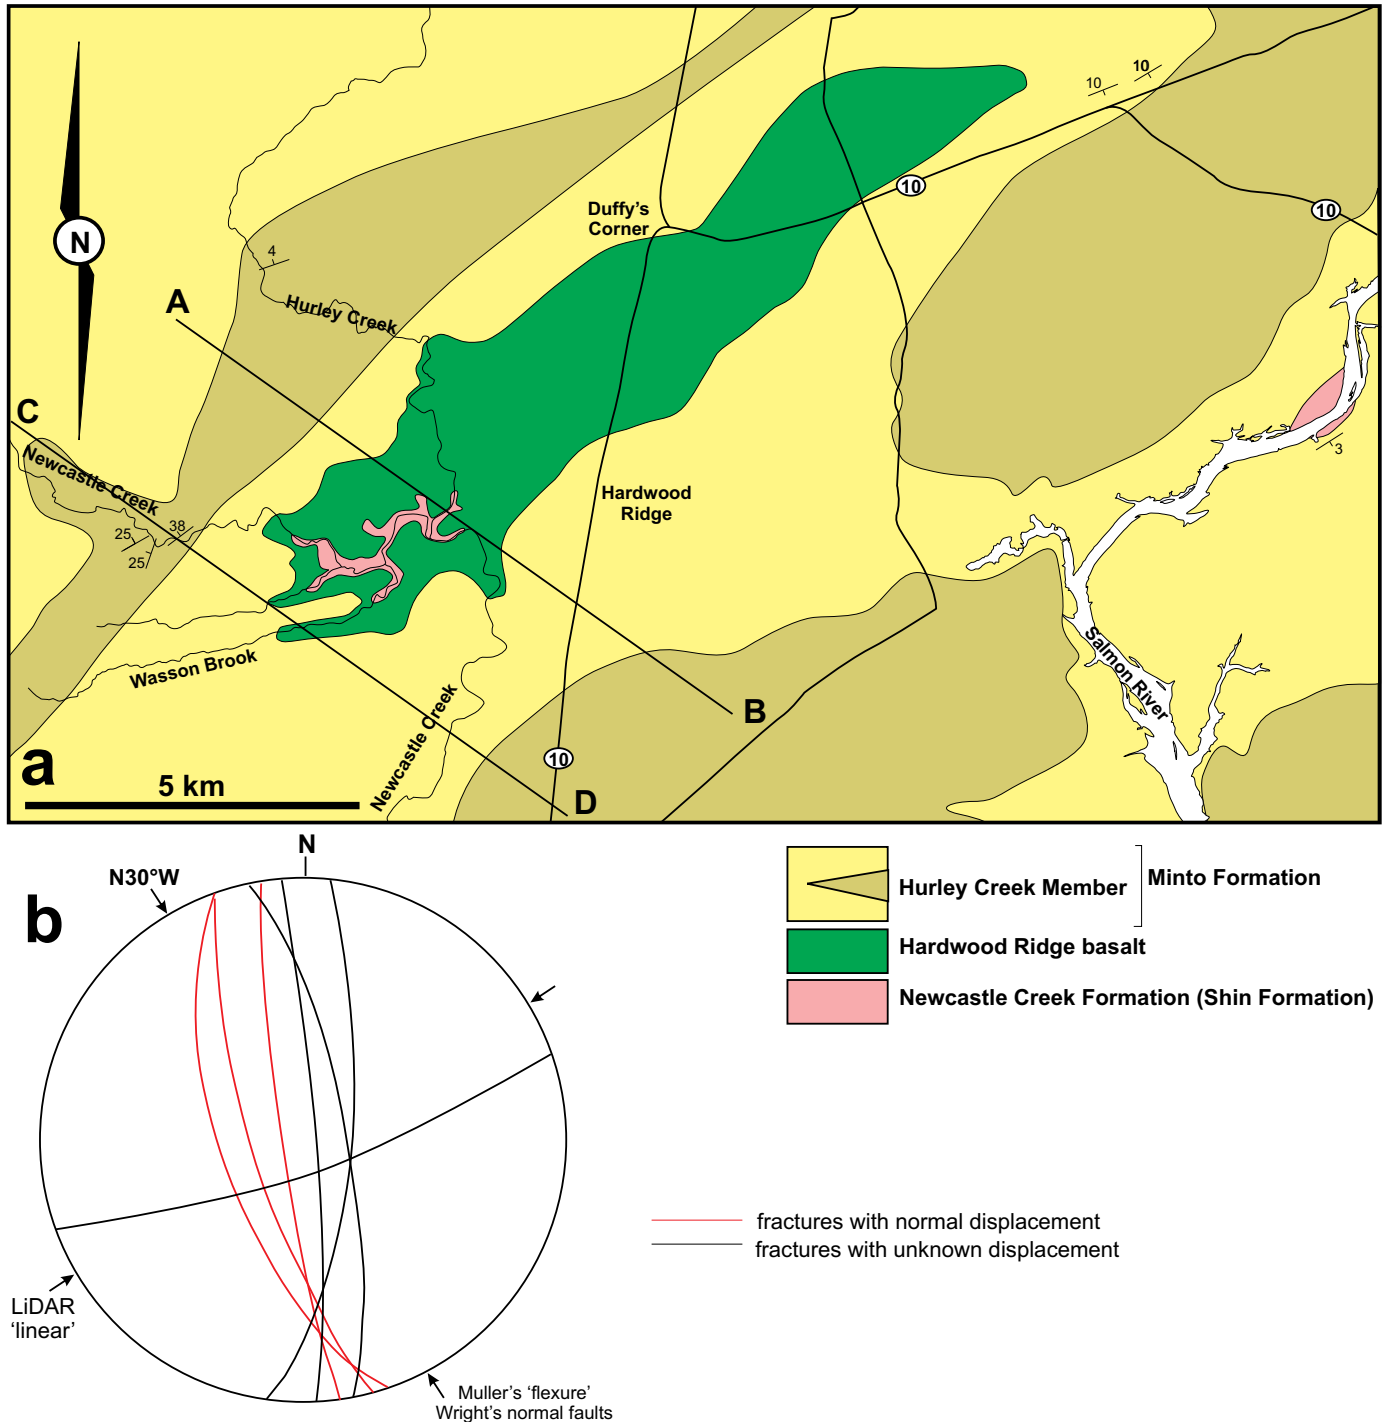 10
10
10
Duffy's
Corner
N
4
A
Hurley Creek
10
C
Newcastle Creek
3
Hardwood
Ridge
38
25
25
Salmon River
Wasson Brook
Newcastle Creek
B
a
5 km
10
D
N
N30°W
b
Hurley Creek Member
Minto Formation
Hardwood Ridge basalt
Newcastle Creek Formation (Shin Formation)
fractures with normal displacement
fractures with unknown displacement
LiDAR
'linear'
Muller's 'flexure'
Wright's normal faults